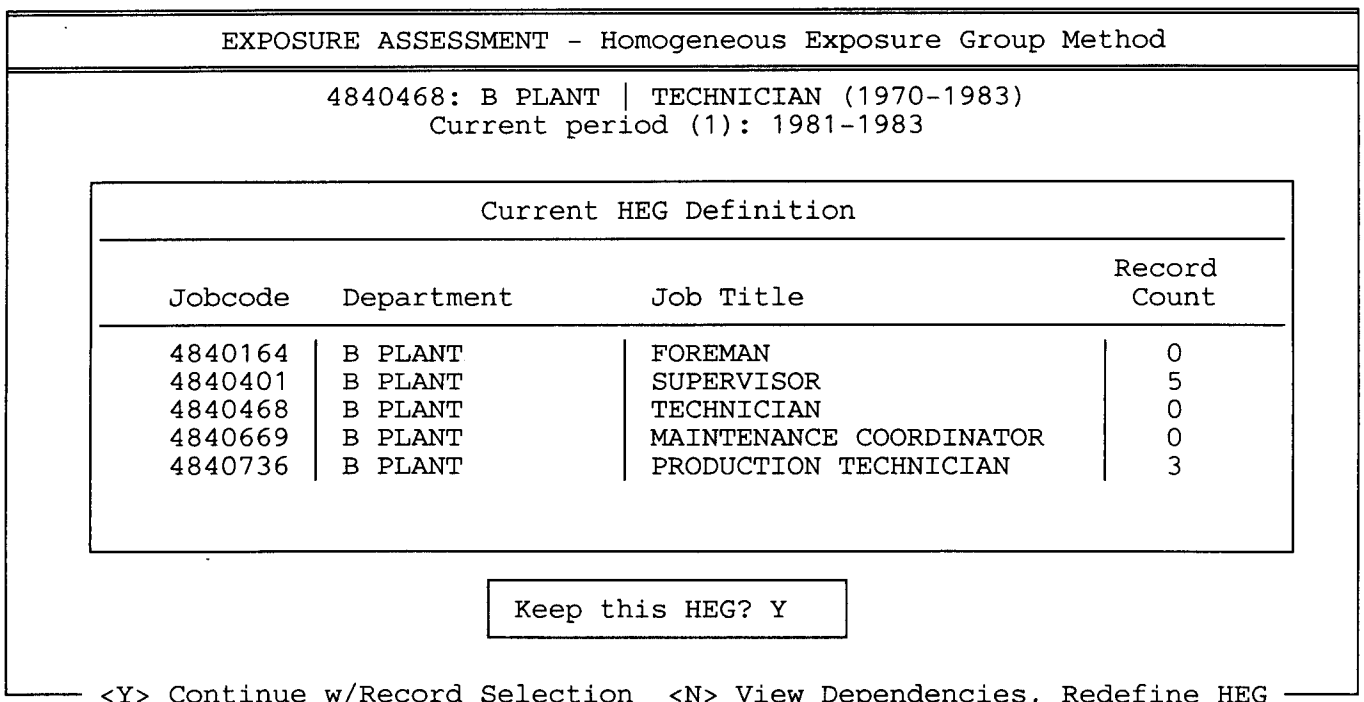 EXPOSURE ASSESSMENT - Homogeneous Exposure Group Method
4840468: B PLANT | TECHNICIAN (1970-1983)
Current period (1): 1981-1983
Current HEG Definition
Jobcode Department Job Title Record Count
4840164 B PLANT FOREMAN 0
4840401 B PLANT SUPERVISOR 5
4840468 B PLANT TECHNICIAN 0
4840669 B PLANT MAINTENANCE COORDINATOR 0
4840736 B PLANT PRODUCTION TECHNICIAN 3
Keep this HEG? Y
<Y> Continue w/Record Selection <N> View Dependencies, Redefine HEG